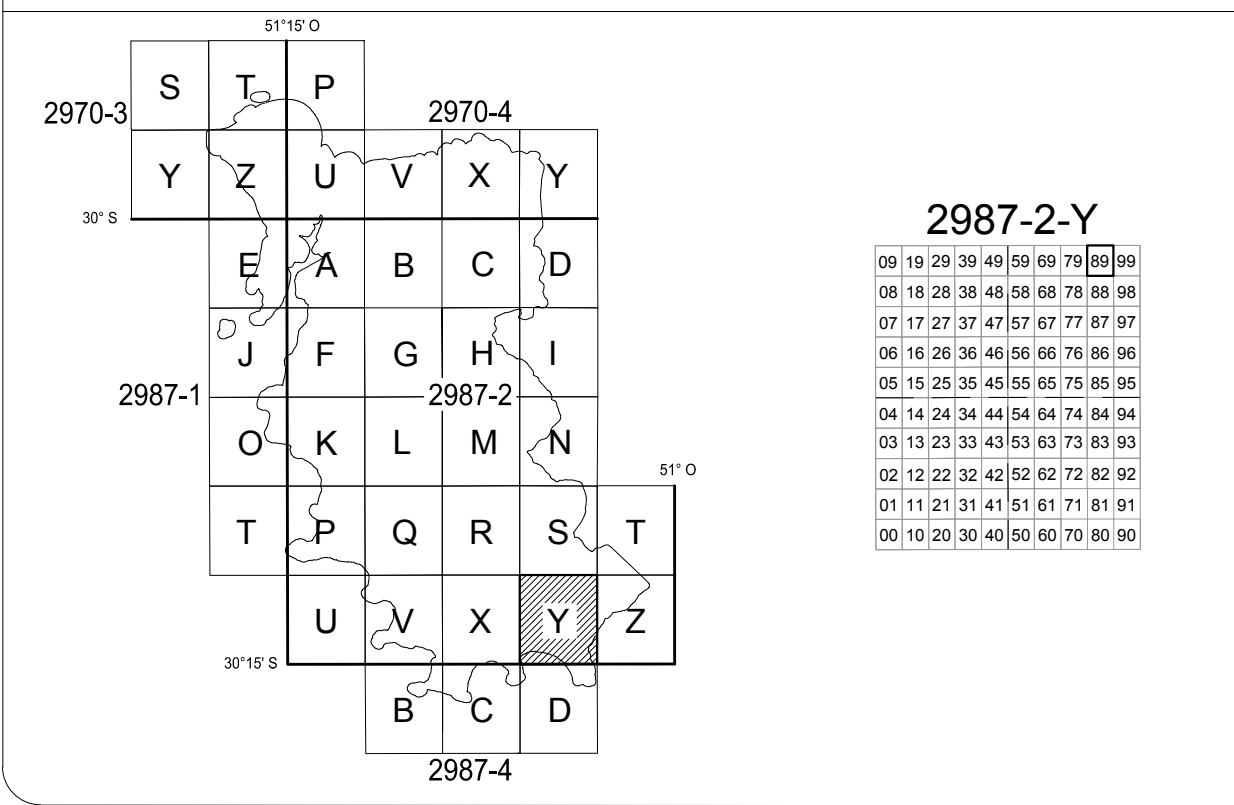 51°15' O
S T P
2970-3
2970-4
Y Z U V X Y
30° S
E A B C D
J F G H I
2987-1
2987-2
O K L M N
51° O
T P Q R S T
U V X Y Z
30°15' S
B C D
2987-4
2987-2-Y
09 19 29 39 49 59 69 79 89 99
08 18 28 38 48 58 68 78 88 98
07 17 27 37 47 57 67 77 87 97
06 16 26 36 46 56 66 76 86 96
05 15 25 35 45 55 65 75 85 95
04 14 24 34 44 54 64 74 84 94
03 13 23 33 43 53 63 73 83 93
02 12 22 32 42 52 62 72 82 92
01 11 21 31 41 51 61 71 81 91
00 10 20 30 40 50 60 70 80 90